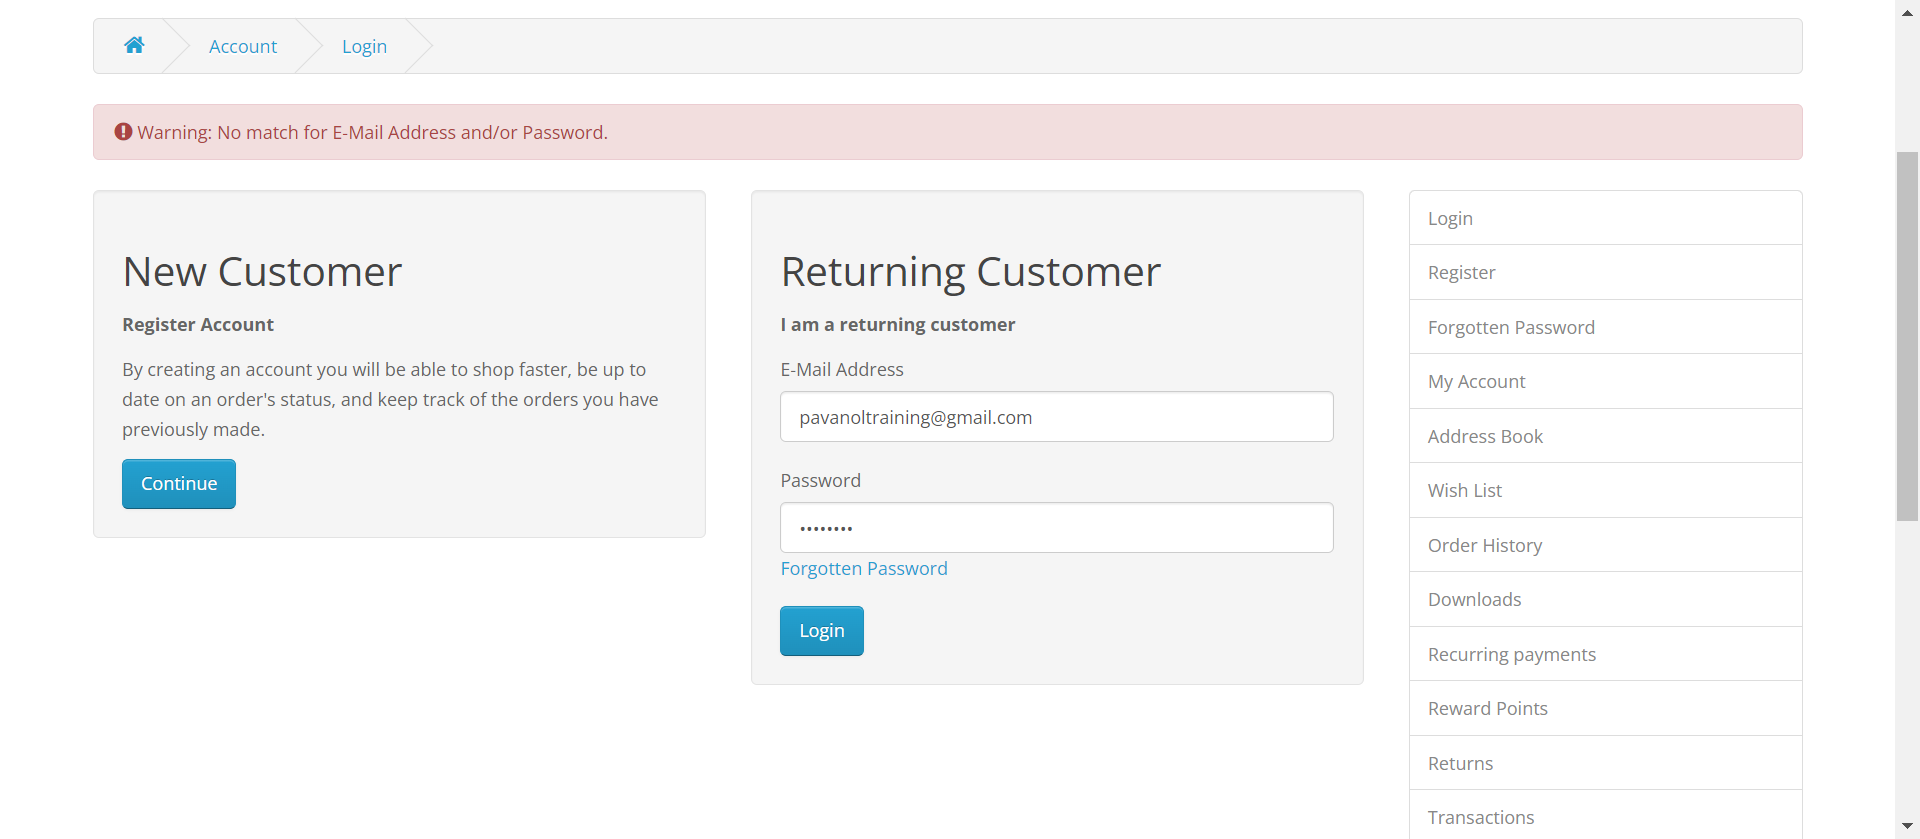 Account
Login
Warning: No match for E-Mail Address and/or Password.
New Customer
Register Account
By creating an account you will be able to shop faster, be up to
date on an order's status, and keep track of the orders you have
previously made.
Continue
Returning Customer
I am a returning customer
E-Mail Address
pavanoltraining@gmail.com
Password
••••••••
Forgotten Password
Login
Login
Register
Forgotten Password
My Account
Address Book
Wish List
Order History
Downloads
Recurring payments
Reward Points
Returns
Transactions